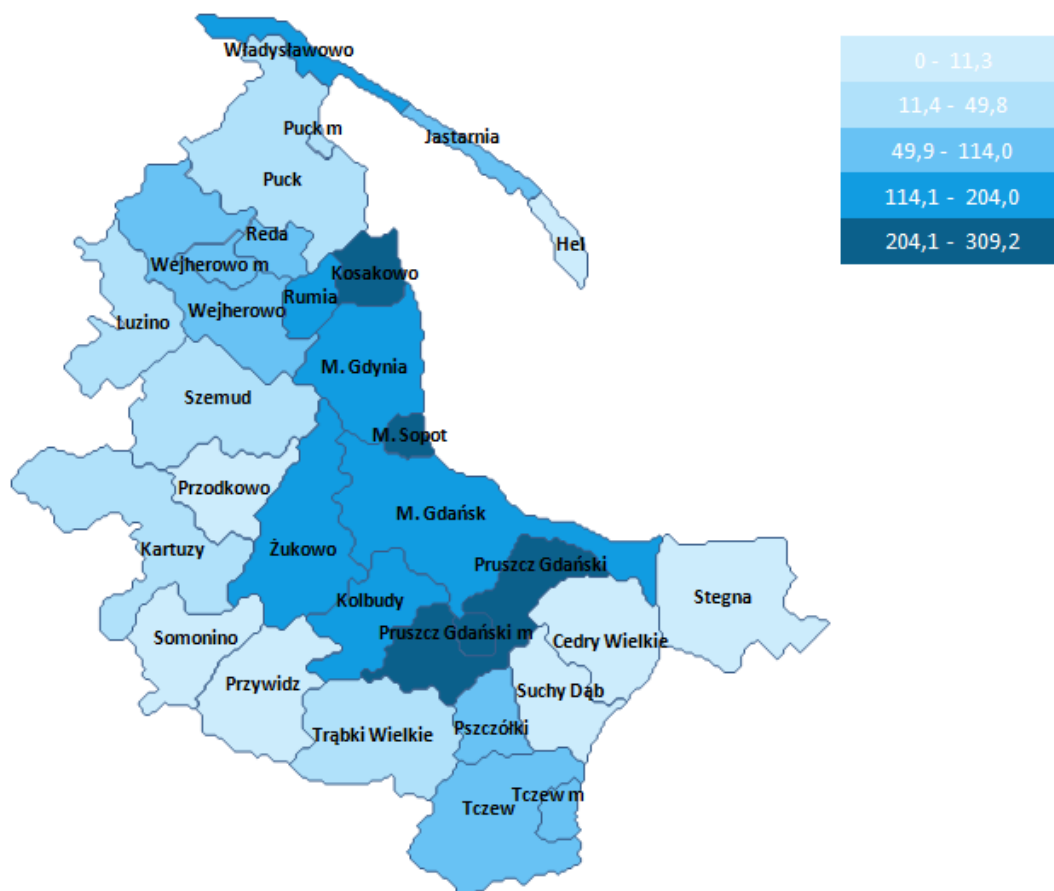 Władysławowo
Puck m
Jastarnia
Puck
Reda
Hel
Wejherowo m
Kosakowo
Rumia
Wejherowo
Luzino
M. Gdynia
Szemud
M. Sopot
Przodkowo
M. Gdańsk
Kartuzy
Żukowo
Pruszcz Gdański
Stegna
Kolbudy
Somonino
Pruszcz Gdański m
Cedry Wielkie
Przywidz
Suchy Dąb
Trąbki Wielkie
Pszczółki
Tczew m
Tczew
0 - 11,3
11,4 - 49,8
49,9 - 114,0
114,1 - 204,0
204,1 - 309,2